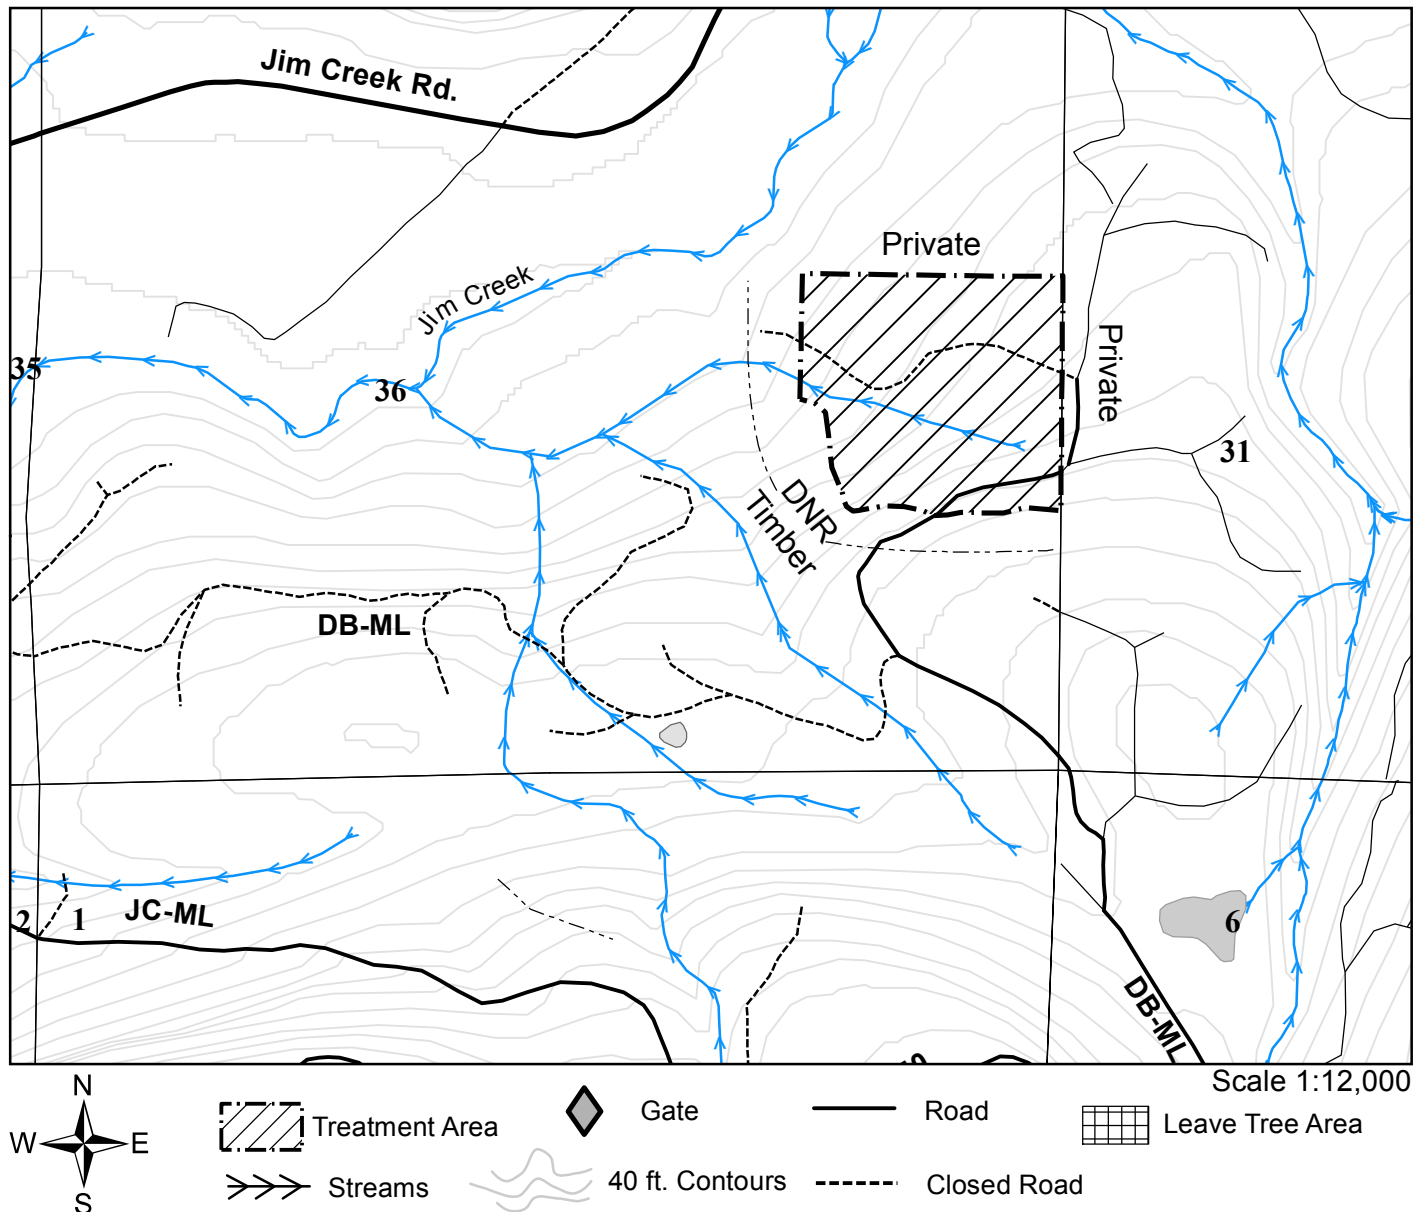 Jim Creek Rd.
Private
Jim Creek
Private
35
36
31
DNR
Timber
DB-ML
2
1
JC-ML
6
DB-ML
Scale 1:12,000
N
W
E
S
Treatment Area
Gate
Road
Leave Tree Area
Streams
40 ft. Contours
Closed Road